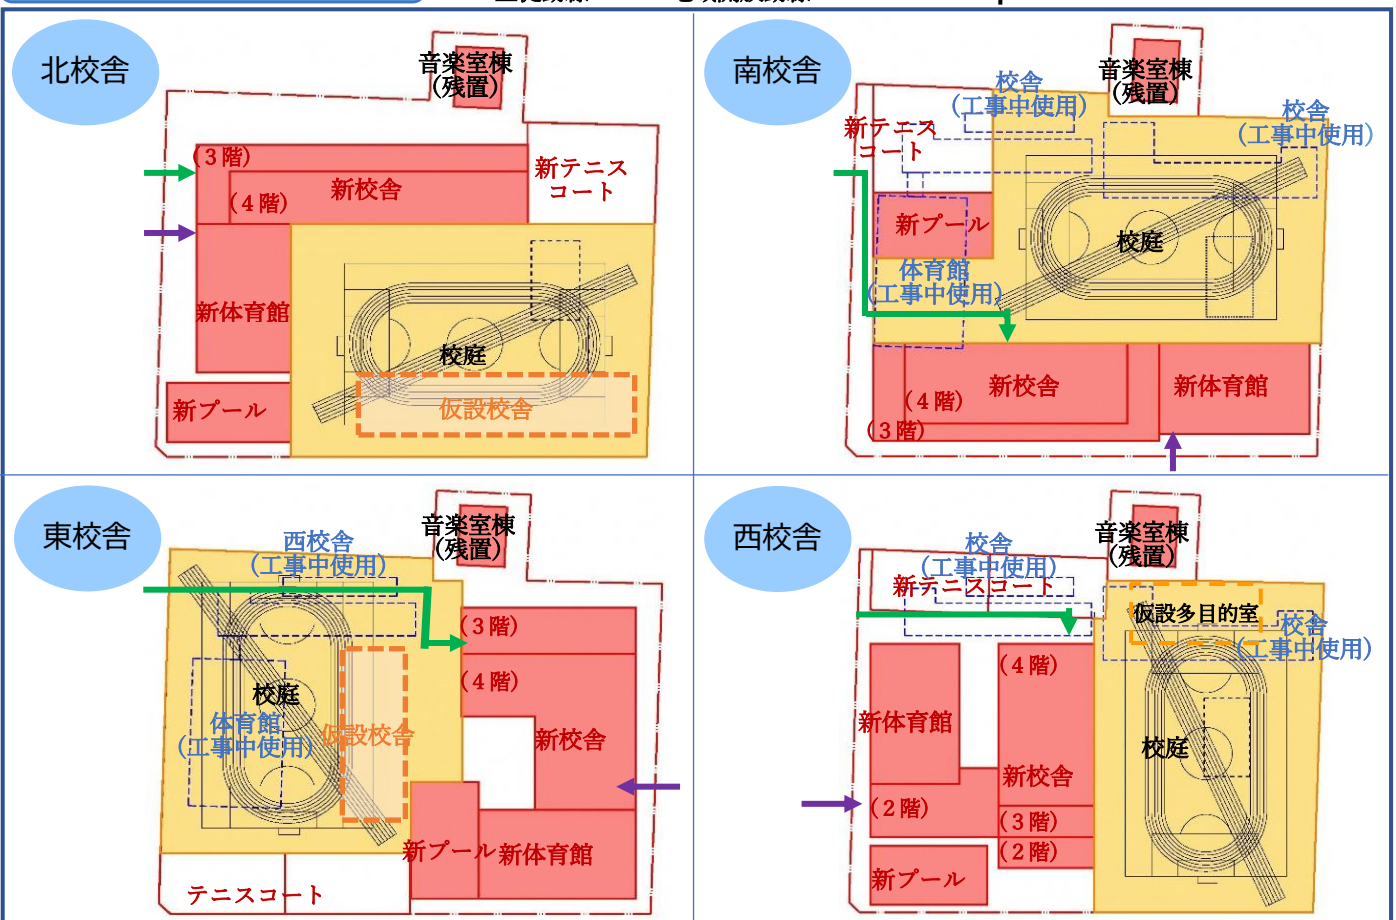 北校舎
音楽室棟
(残置)
(3階)
(4階)
新校舎
新テニス
コート
新体育館
校庭
新プール
仮設校舎
南校舎
音楽室棟
(残置)
校舎
(工事中使用)
校舎
(工事中使用)
新テニス
コート
新プール
校庭
体育館
(工事中使用)
新校舎
新体育館
(4階)
(3階)
東校舎
音楽室棟
(残置)
西校舎
(工事中使用)
(3階)
(4階)
校庭
体育館
(工事中使用)
仮設校舎
新校舎
新プール
新体育館
テニスコート
西校舎
音楽室棟
(残置)
校舎
(工事中使用)
新テニスコート
仮設多目的室
校舎
(工事中使用)
(4階)
新体育館
校庭
新校舎
(2階)
(3階)
(2階)
新プール